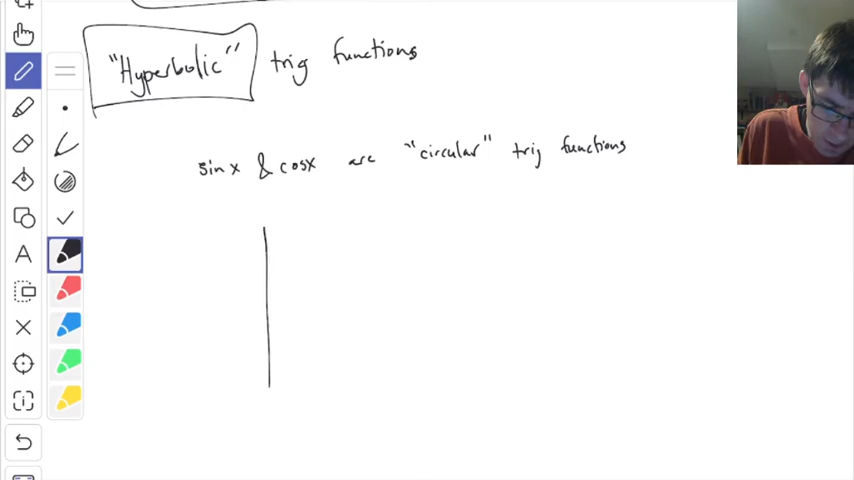 "Hyperbolic" trig functions
sin x & cos x are "circular" trig functions